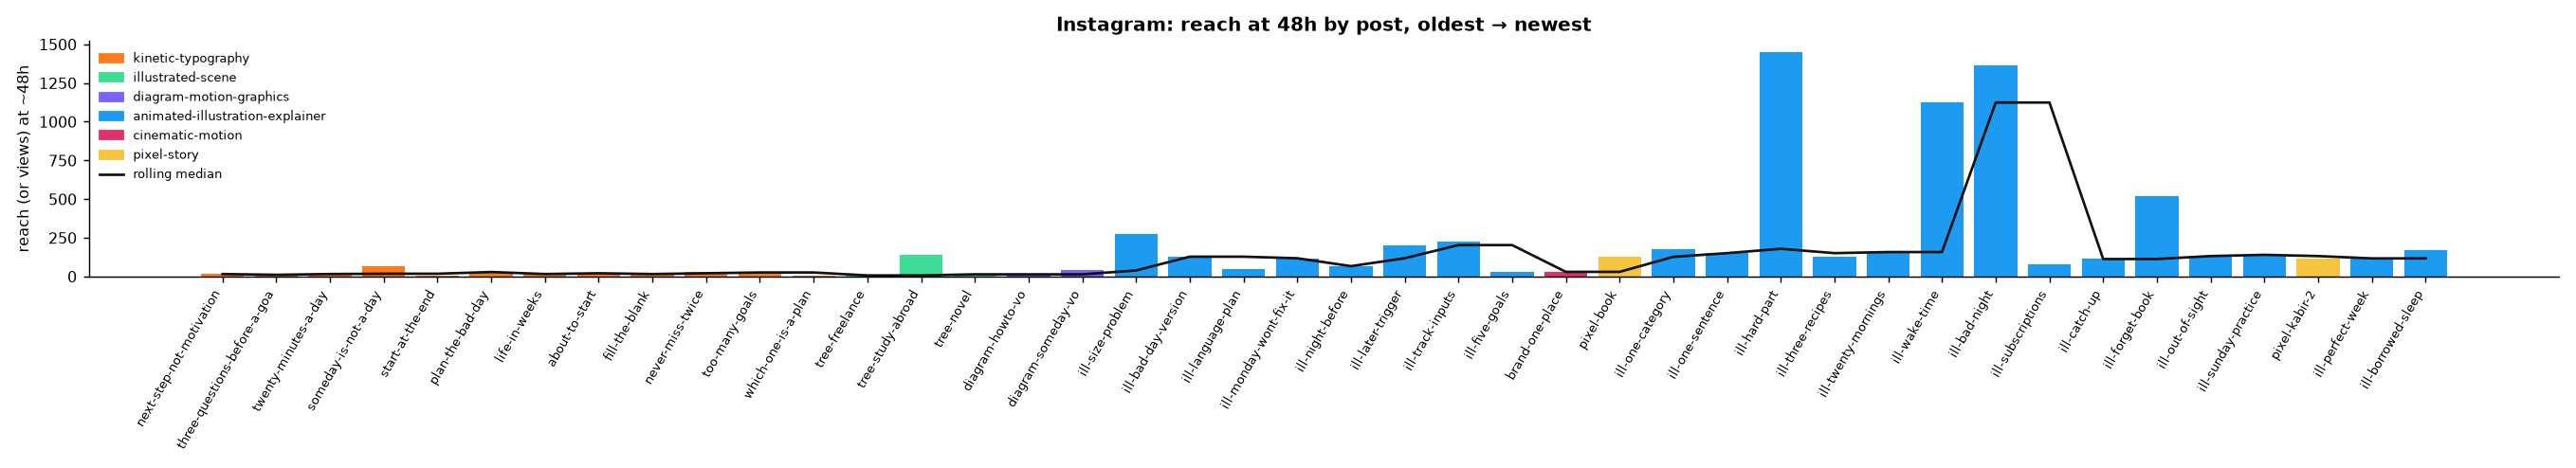 Instagram: reach at 48h by post, oldest → newest
reach (or views) at ~48h
1500
1250
1000
750
500
250
0
kinetic-typography
illustrated-scene
diagram-motion-graphics
animated-illustration-explainer
cinematic-motion
pixel-story
rolling median
next-step-not-motivation
three-questions-before-a-goa
twenty-minutes-a-day
someday-is-not-a-day
start-at-the-end
plan-the-bad-day
life-in-weeks
about-to-start
fill-the-blank
never-miss-twice
too-many-goals
which-one-is-a-plan
tree-freelance
tree-study-abroad
tree-novel
diagram-howto-vo
diagram-someday-vo
ill-size-problem
ill-bad-day-version
ill-language-plan
ill-monday-wont-fix-it
ill-night-before
ill-later-trigger
ill-track-inputs
ill-five-goals
brand-one-place
pixel-book
ill-one-category
ill-one-sentence
ill-hard-part
ill-three-recipes
ill-twenty-mornings
ill-wake-time
ill-bad-night
ill-subscriptions
ill-catch-up
ill-forget-book
ill-out-of-sight
ill-sunday-practice
pixel-kabir-2
ill-perfect-week
ill-borrowed-sleep